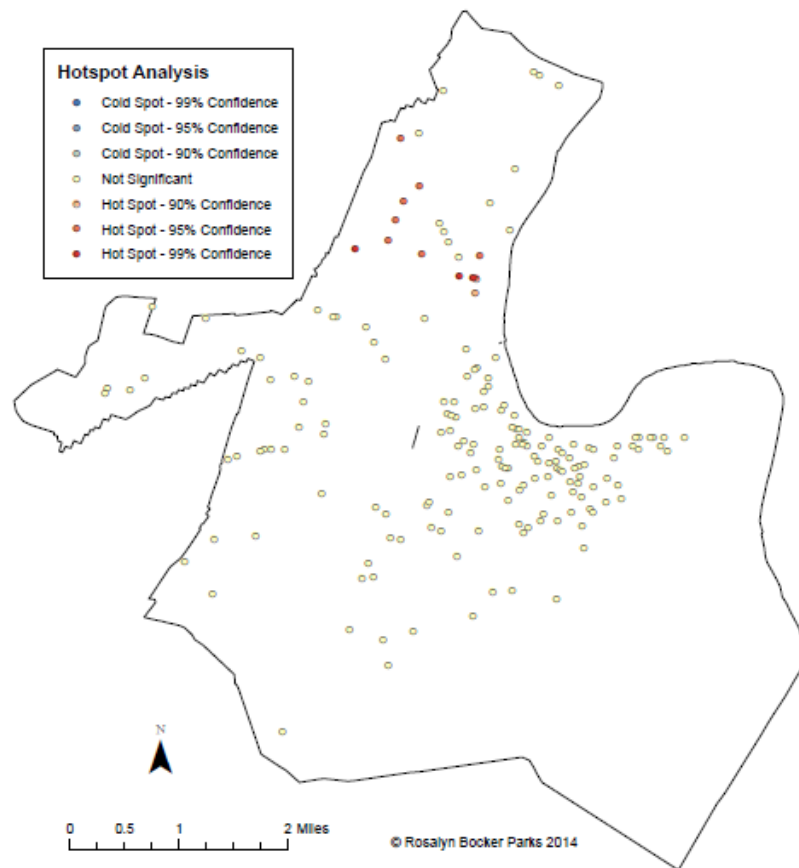 Hotspot Analysis
Cold Spot - 99% Confidence
Cold Spot - 95% Confidence
Cold Spot - 90% Confidence
Not Significant
Hot Spot - 90% Confidence
Hot Spot - 95% Confidence
Hot Spot - 99% Confidence
N
0 0.5 1 2 Miles
© Rosalyn Bocker Parks 2014